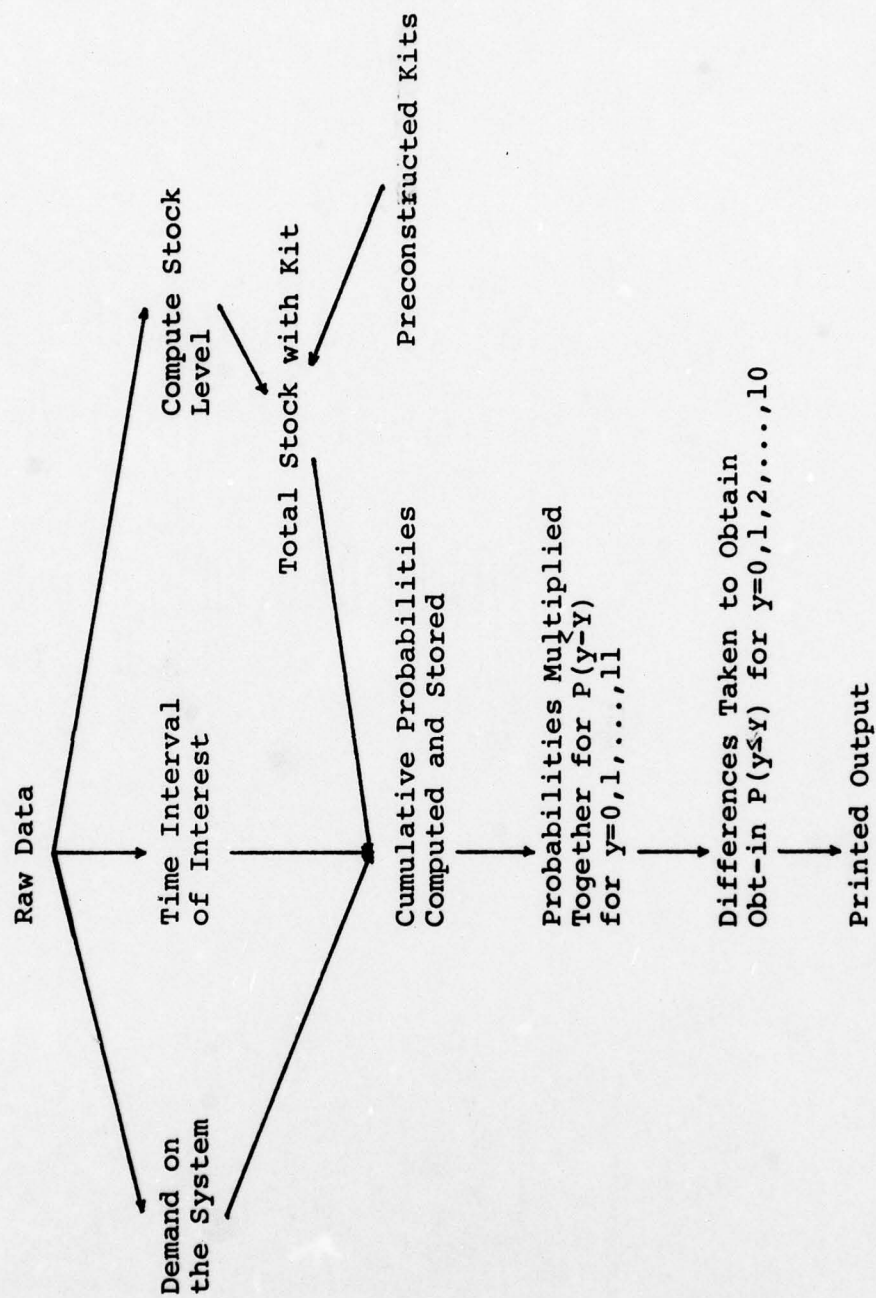 Raw Data
Demand on
the System
Time Interval
of Interest
Compute Stock
Level
Total Stock with Kit
Preconstructed Kits
Cumulative Probabilities
Computed and Stored
Probabilities Multiplied
Together for P(y≤Y)
for y=0,1,...,11
Differences Taken to Obtain
Obt-in P(y≤Y) for y=0,1,2,...,10
Printed Output